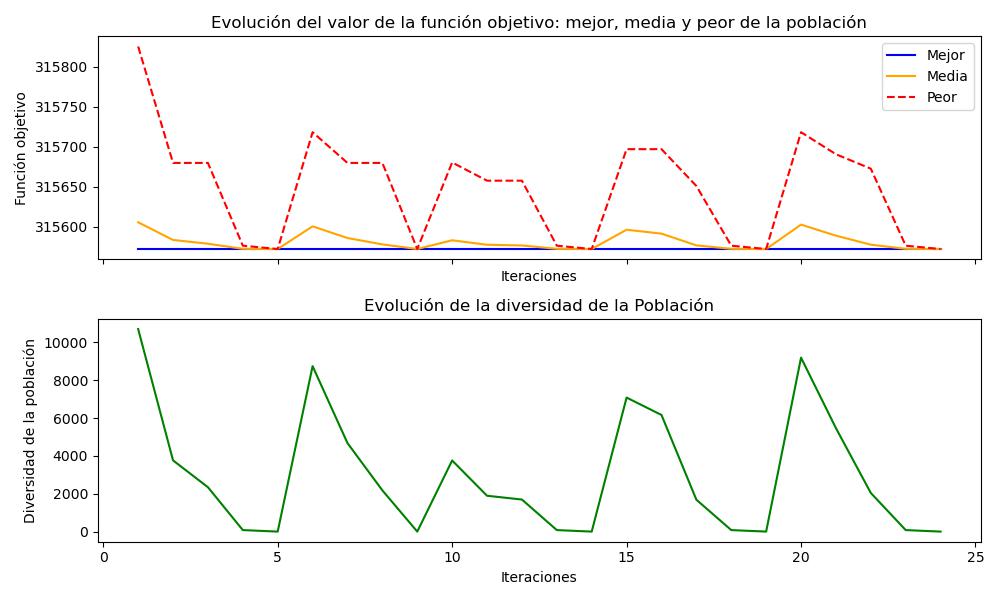 Evolución del valor de la función objetivo: mejor, media y peor de la población
Función objetivo
315800
315750
315700
315650
315600
Mejor
Media
Peor
Iteraciones
Evolución de la diversidad de la Población
Diversidad de la población
10000
8000
6000
4000
2000
0
0 5 10 15 20 25
Iteraciones